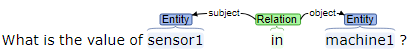 Entity subject Relation object Entity
What is the value of sensor1 in machine1 ?